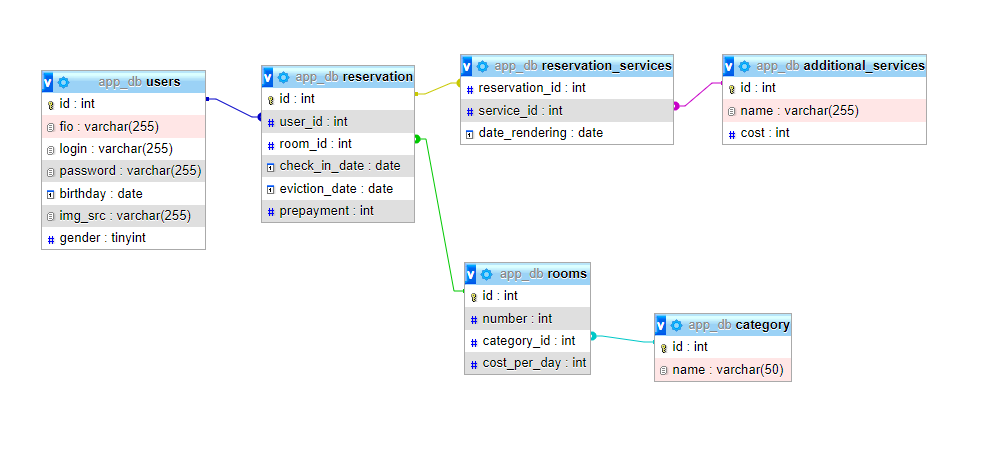 app_db users
id : int
fio : varchar(255)
login : varchar(255)
password : varchar(255)
birthday : date
img_src : varchar(255)
gender : tinyint
app_db reservation
id : int
user_id : int
room_id : int
check_in_date : date
eviction_date : date
prepayment : int
app_db reservation_services
reservation_id : int
service_id : int
date_rendering : date
app_db additional_services
id : int
name : varchar(255)
cost : int
app_db rooms
id : int
number : int
category_id : int
cost_per_day : int
app_db category
id : int
name : varchar(50)